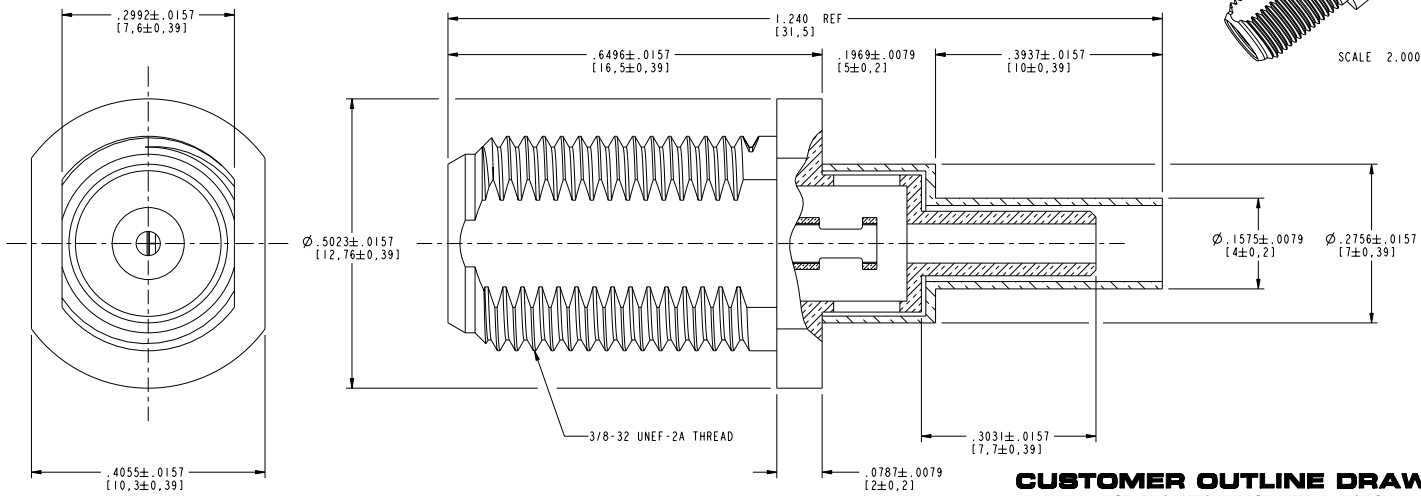 .2992±.0157
[7,6±0,39]
1.240 REF
[31,5]
.6496±.0157
[16,5±0,39]
.1969±.0079
[5±0,2]
.3937±.0157
[10±0,39]
SCALE 2.000
Ø.5023±.0157
[12,76±0,39]
Ø.1575±.0079
[4±0,2]
Ø.2756±.0157
[7±0,39]
3/8-32 UNEF-2A THREAD
.3031±.0157
[7,7±0,39]
.4055±.0157
[10,3±0,39]
.0787±.0079
[2±0,2]
CUSTOMER OUTLINE DRAW